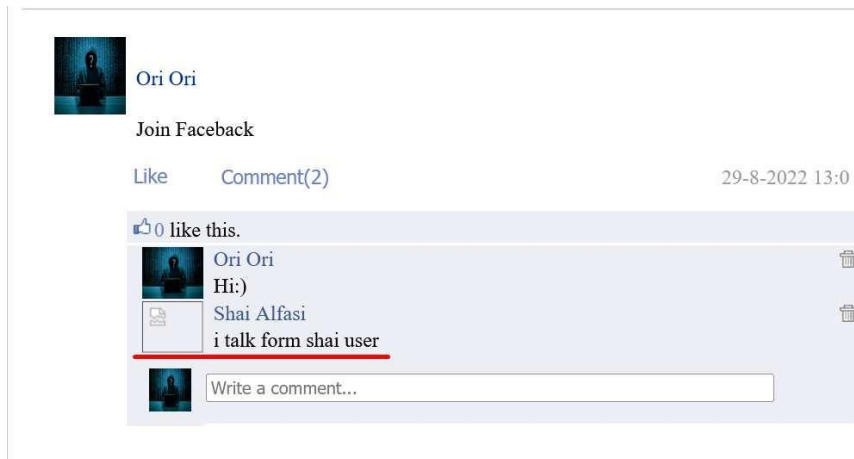 Ori Ori
Join Faceback
Like Comment(2) 29-8-2022 13:0
0 like this.
Ori Ori
Hi:)
Shai Alfasi
i talk form shai user
Write a comment...